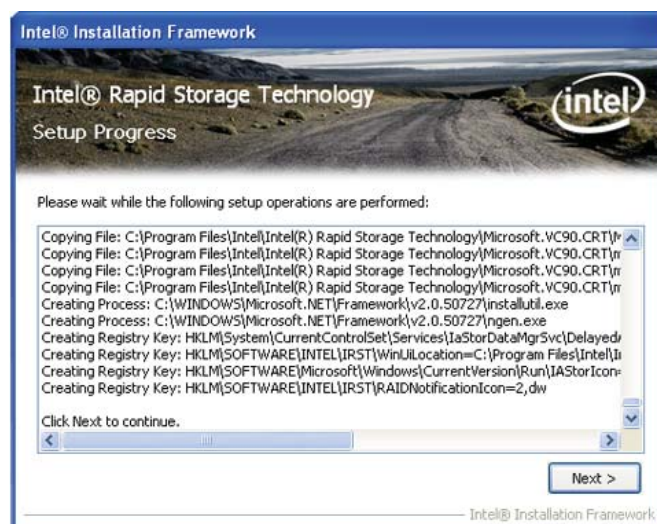 Intel® Installation Framework
Intel® Rapid Storage Technology
Setup Progress
intel
Please wait while the following setup operations are performed:
Copying File: C:\Program Files\Intel\Intel(R) Rapid Storage Technology\Microsoft.VC90.CRT\
Copying File: C:\Program Files\Intel\Intel(R) Rapid Storage Technology\Microsoft.VC90.CRT\
Copying File: C:\Program Files\Intel\Intel(R) Rapid Storage Technology\Microsoft.VC90.CRT\
Copying File: C:\Program Files\Intel\Intel(R) Rapid Storage Technology\Microsoft.VC90.CRT\
Creating Process: C:\WINDOWS\Microsoft.NET\Framework\v2.0.50727\installutil.exe
Creating Process: C:\WINDOWS\Microsoft.NET\Framework\v2.0.50727\ngen.exe
Creating Registry Key: HKLM\System\CurrentControlSet\Services\IaStorDataMgrSvc\Delayed
Creating Registry Key: HKLM\SOFTWARE\INTEL\IRST\WinUiLocation=C:\Program Files\Intel\
Creating Registry Key: HKLM\SOFTWARE\Microsoft\Windows\CurrentVersion\Run\IAStorIcon=
Creating Registry Key: HKLM\SOFTWARE\INTEL\IRST\RAIDNotificationIcon=2,dw
Click Next to continue.
Next >
Intel® Installation Framework